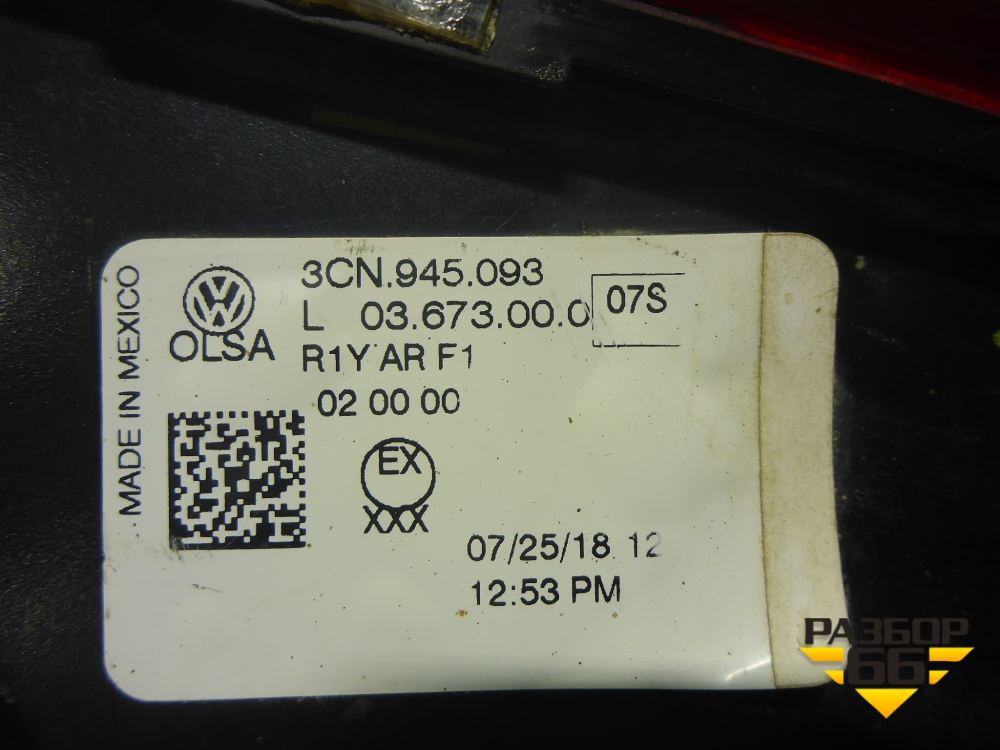 MADE IN MEXICO
OLSA
3CN.945.093
L 03.673.00.0
07S
R1Y AR F1
02 00 00
EX
XXX
07/25/18 12
12:53 PM
РАЗБОР
66